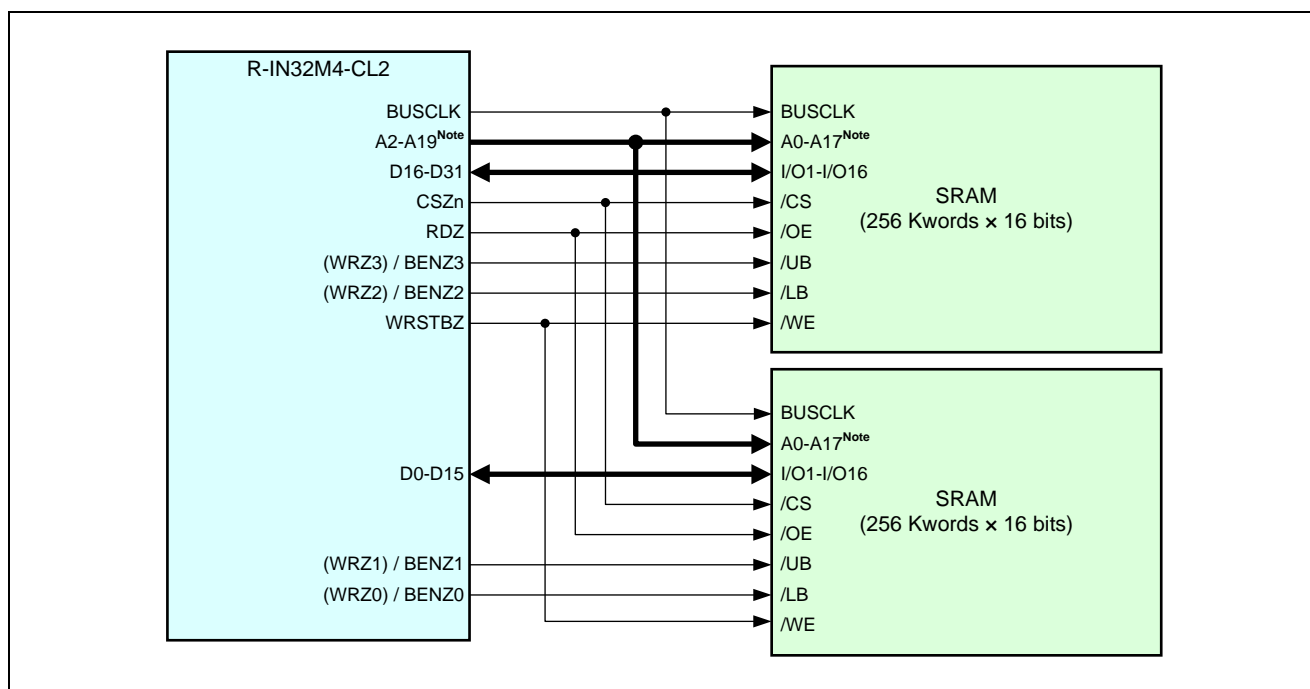 R-IN32M4-CL2
BUSCLK
A2-A19Note
D16-D31
CSZn
RDZ
(WRZ3) / BENZ3
(WRZ2) / BENZ2
WRSTBZ
D0-D15
(WRZ1) / BENZ1
(WRZ0) / BENZ0
BUSCLK
A0-A17Note
I/O1-I/O16
/CS
/OE
/UB
/LB
/WE
SRAM
(256 Kwords × 16 bits)
BUSCLK
A0-A17Note
I/O1-I/O16
/CS
/OE
/UB
/LB
/WE
SRAM
(256 Kwords × 16 bits)